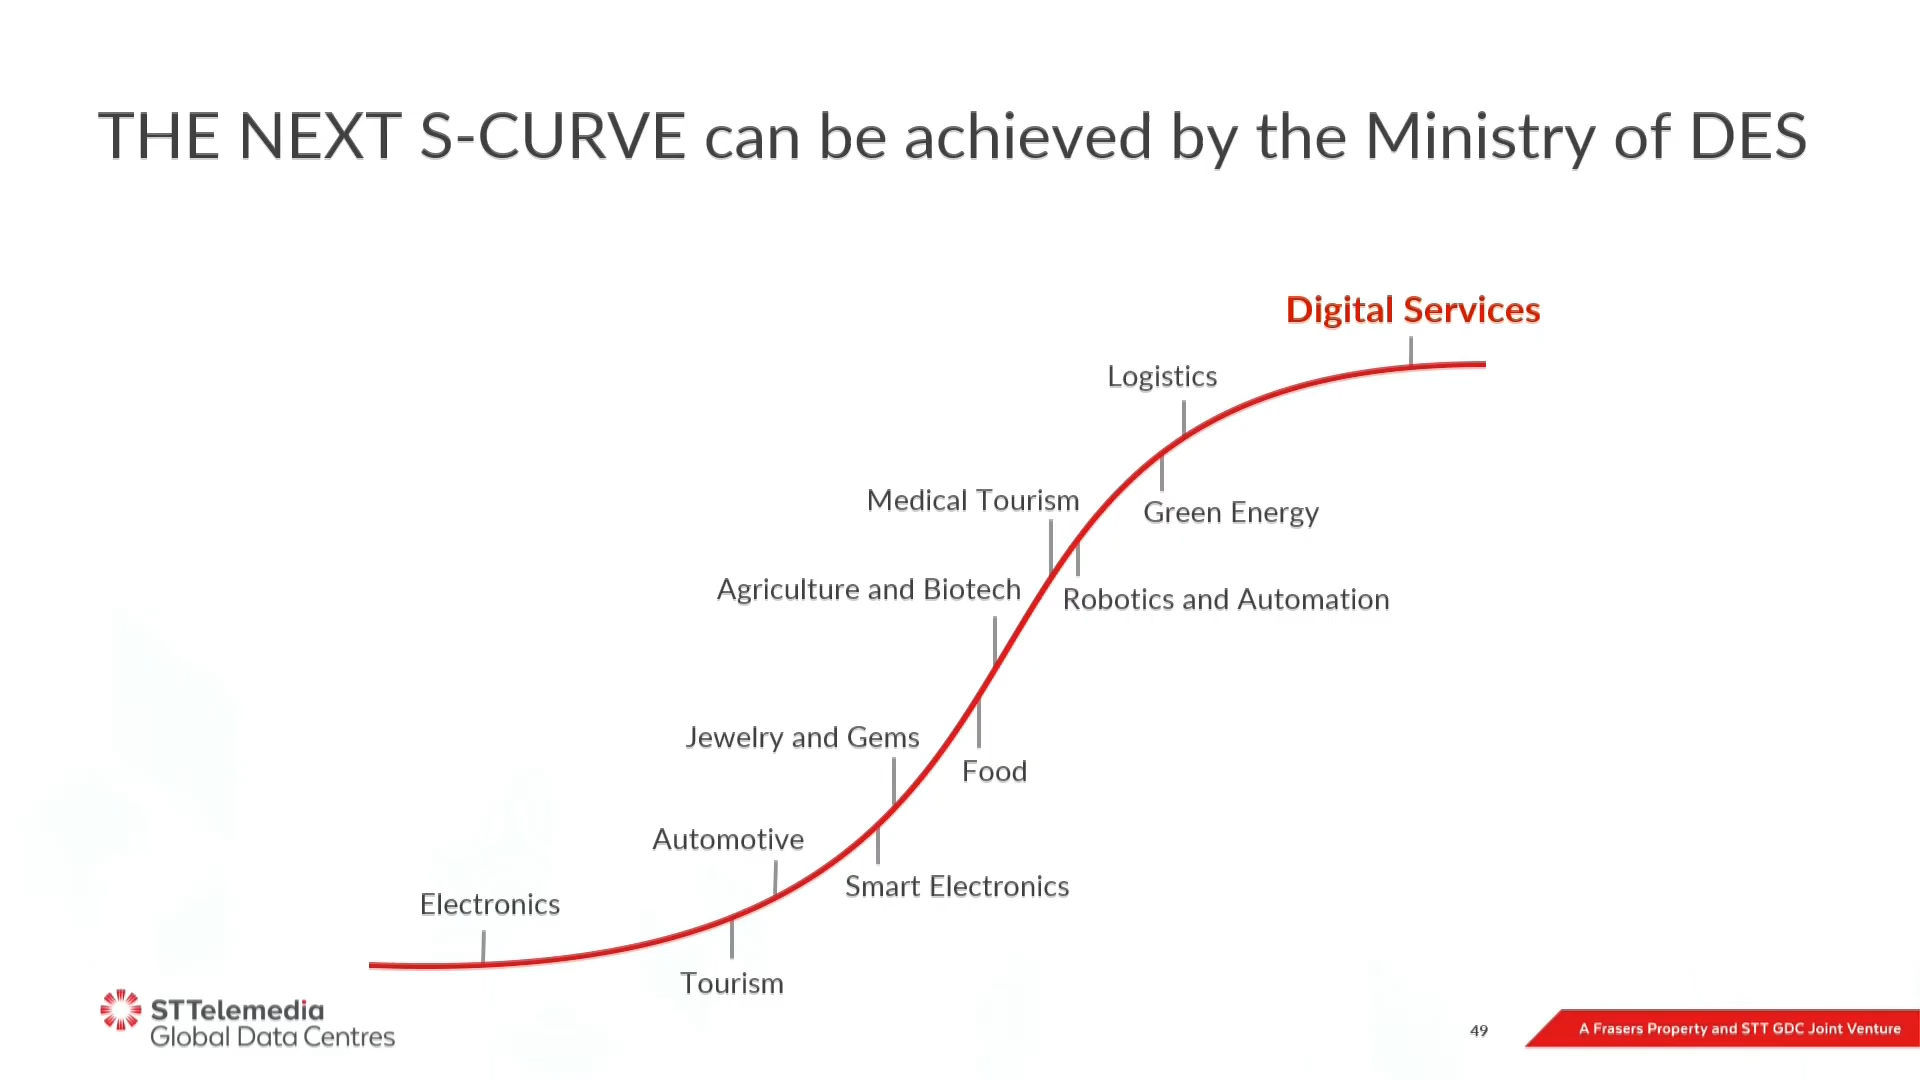 THE NEXT S-CURVE can be achieved by the Ministry of DES
Digital Services
Logistics
Medical Tourism
Green Energy
Agriculture and Biotech
Robotics and Automation
Jewelry and Gems
Food
Automotive
Smart Electronics
Electronics
Tourism
STTelemedia
Global Data Centres
49
A Frasers Property and STT GDC Joint Venture